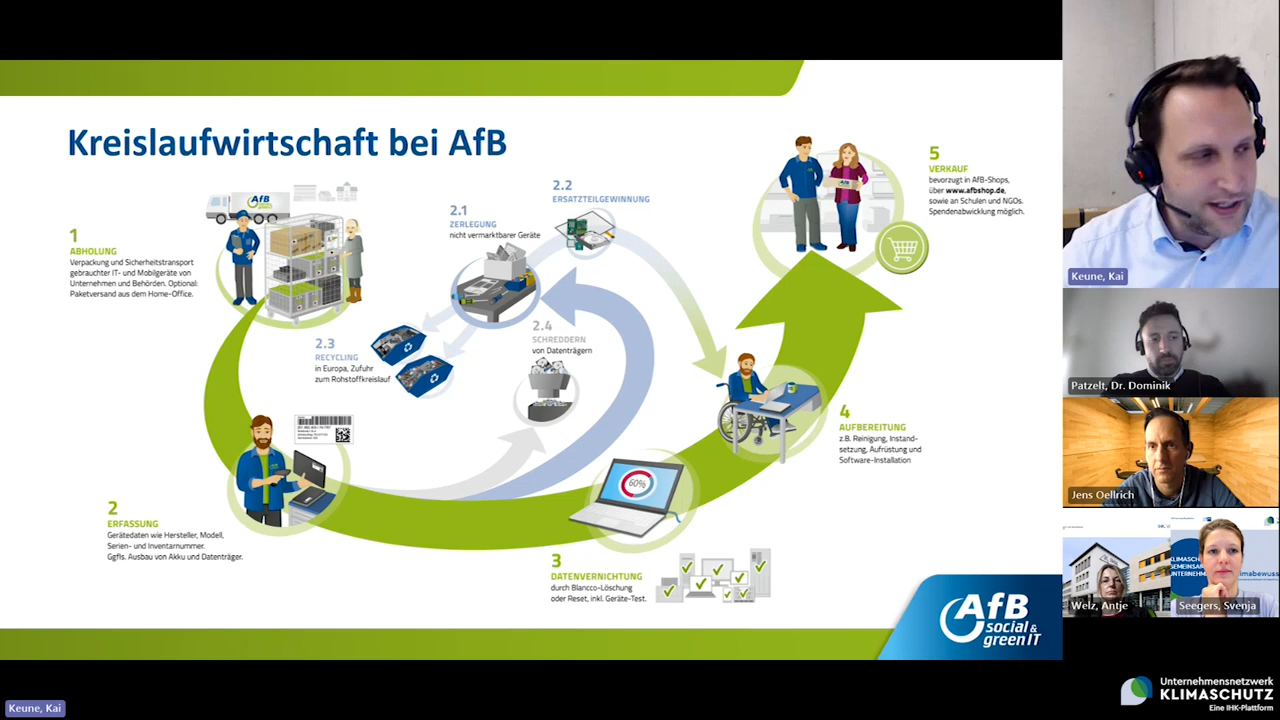 Kreislaufwirtschaft bei AfB
AfB
1
ABHOLUNG
Verpackung und Sicherheitstransport
gebrauchter IT- und Mobilgeräte von
Unternehmen und Behörden. Optional:
Paketversand aus dem Home-Office.
2
ERFASSUNG
Gerätedaten wie Hersteller, Modell,
Serien- und Inventarnummer.
Ggfls. Ausbau von Akku und Datenträger.
2.1
ZERLEGUNG
nicht vermarktbarer Geräte
2.2
ERSATZTEILGEWINNUNG
2.3
RECYCLING
in Europa, Zufuhr
zum Rohstoffkreislauf
2.4
SCHREDDERN
von Datenträgern
60%
3
DATENVERNICHTUNG
durch Blancco-Löschung
oder Reset, inkl. Geräte-Test.
4
AUFBEREITUNG
z.B. Reinigung, Instand-
setzung, Aufrüstung und
Software-Installation
5
VERKAUF
bevorzugt in AfB-Shops,
über www.afbshop.de,
sowie an Schulen und NGOs.
Spendenabwicklung möglich.
AfB
social &
green IT
Keune, Kai
Patzelt, Dr. Dominik
Jens Oellrich
Welz, Antje
Seegers, Svenja
Keune, Kai
Unternehmensnetzwerk
KLIMASCHUTZ
Eine IHK-Plattform